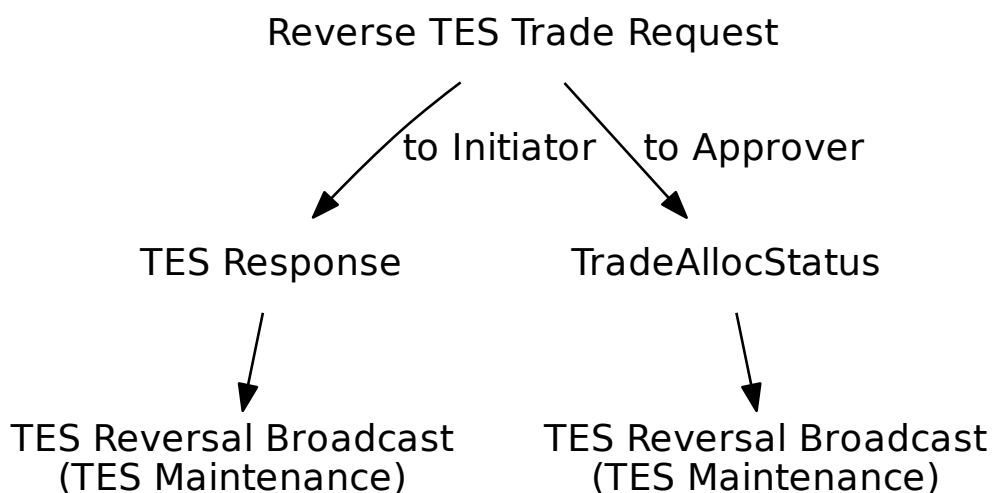 Reverse TES Trade Request
to Initiator
to Approver
TES Response
TradeAllocStatus
TES Reversal Broadcast
(TES Maintenance)
TES Reversal Broadcast
(TES Maintenance)